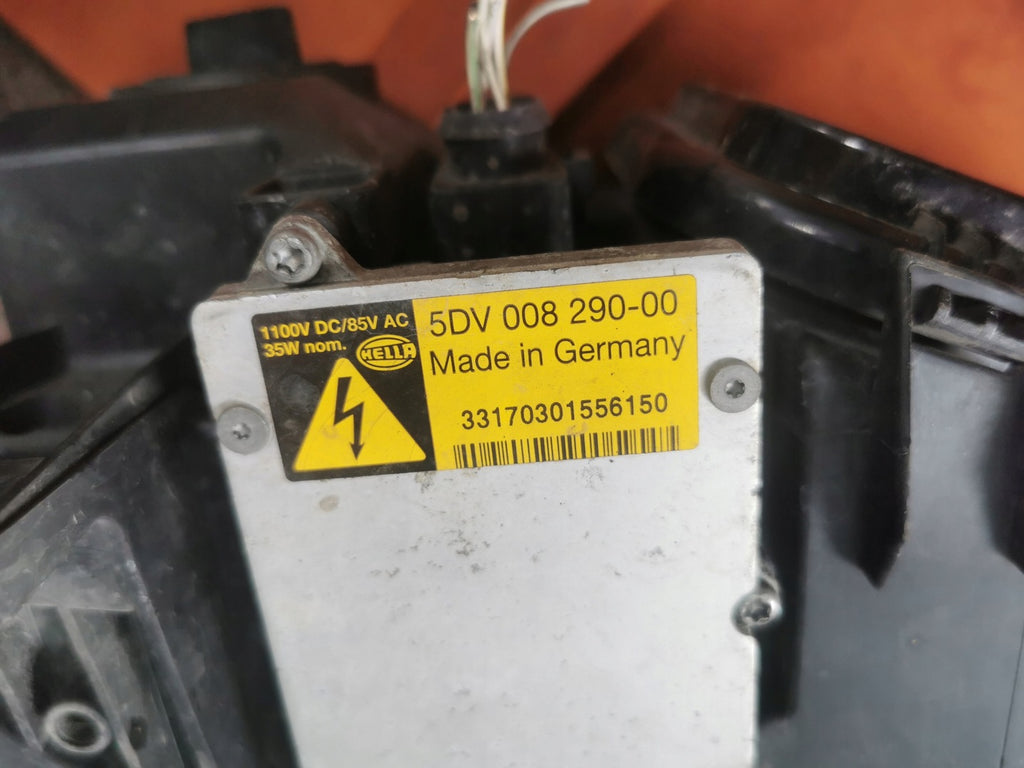 1100V DC/85V AC
35W nom.
HELLA
5DV 008 290-00
Made in Germany
33170301556150